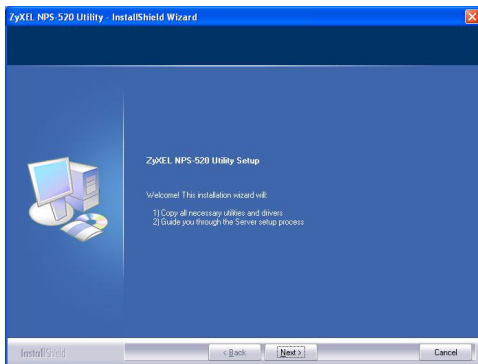 ZyXEL NPS-520 Utility - InstallShield Wizard
ZyXEL NPS-520 Utility Setup
Welcome! This installation wizard will:
1) Copy all necessary utilities and drivers
2) Guide you through the Server setup process
InstallShield
< Back
Next >
Cancel